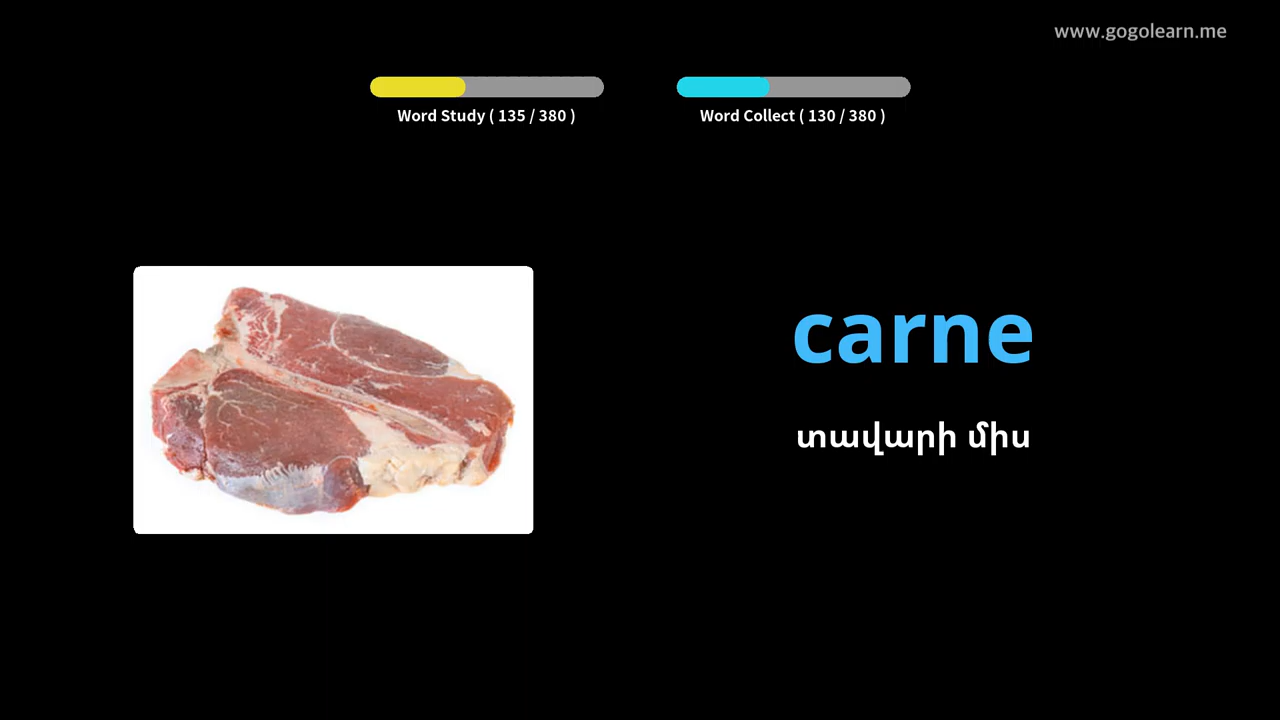 www.gogolearn.me
Word Study ( 135 / 380 )
Word Collect ( 130 / 380 )
carne
տավարի միս